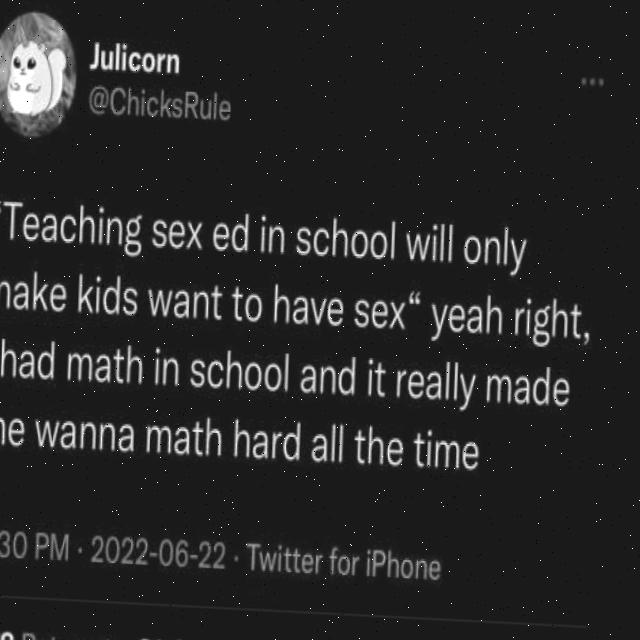 Julicorn
@ChicksRule
"Teaching sex ed in school will only
make kids want to have sex“ yeah right,
had math in school and it really made
me wanna math hard all the time
30 PM · 2022-06-22 · Twitter for iPhone